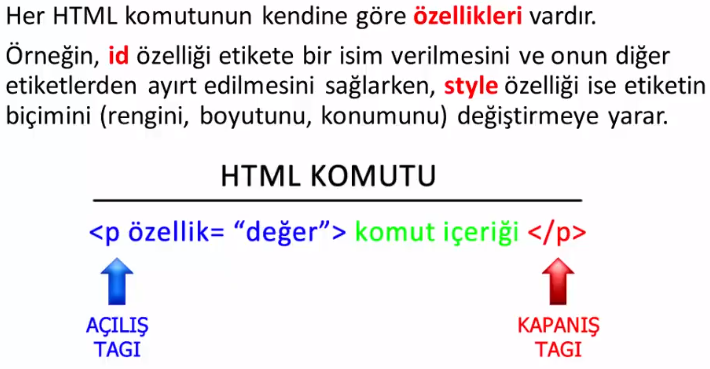 Her HTML komutunun kendine göre özellikleri vardır.
Örneğin, id özelliği etikete bir isim verilmesini ve onun diğer
etiketlerden ayırt edilmesini sağlarken, style özelliği ise etiketin
biçimini (rengini, boyutunu, konumunu) değiştirmeye yarar.
HTML KOMUTU
<p özellik= “değer”> komut içeriği </p>
AÇILIŞ
TAGI
KAPANIŞ
TAGI